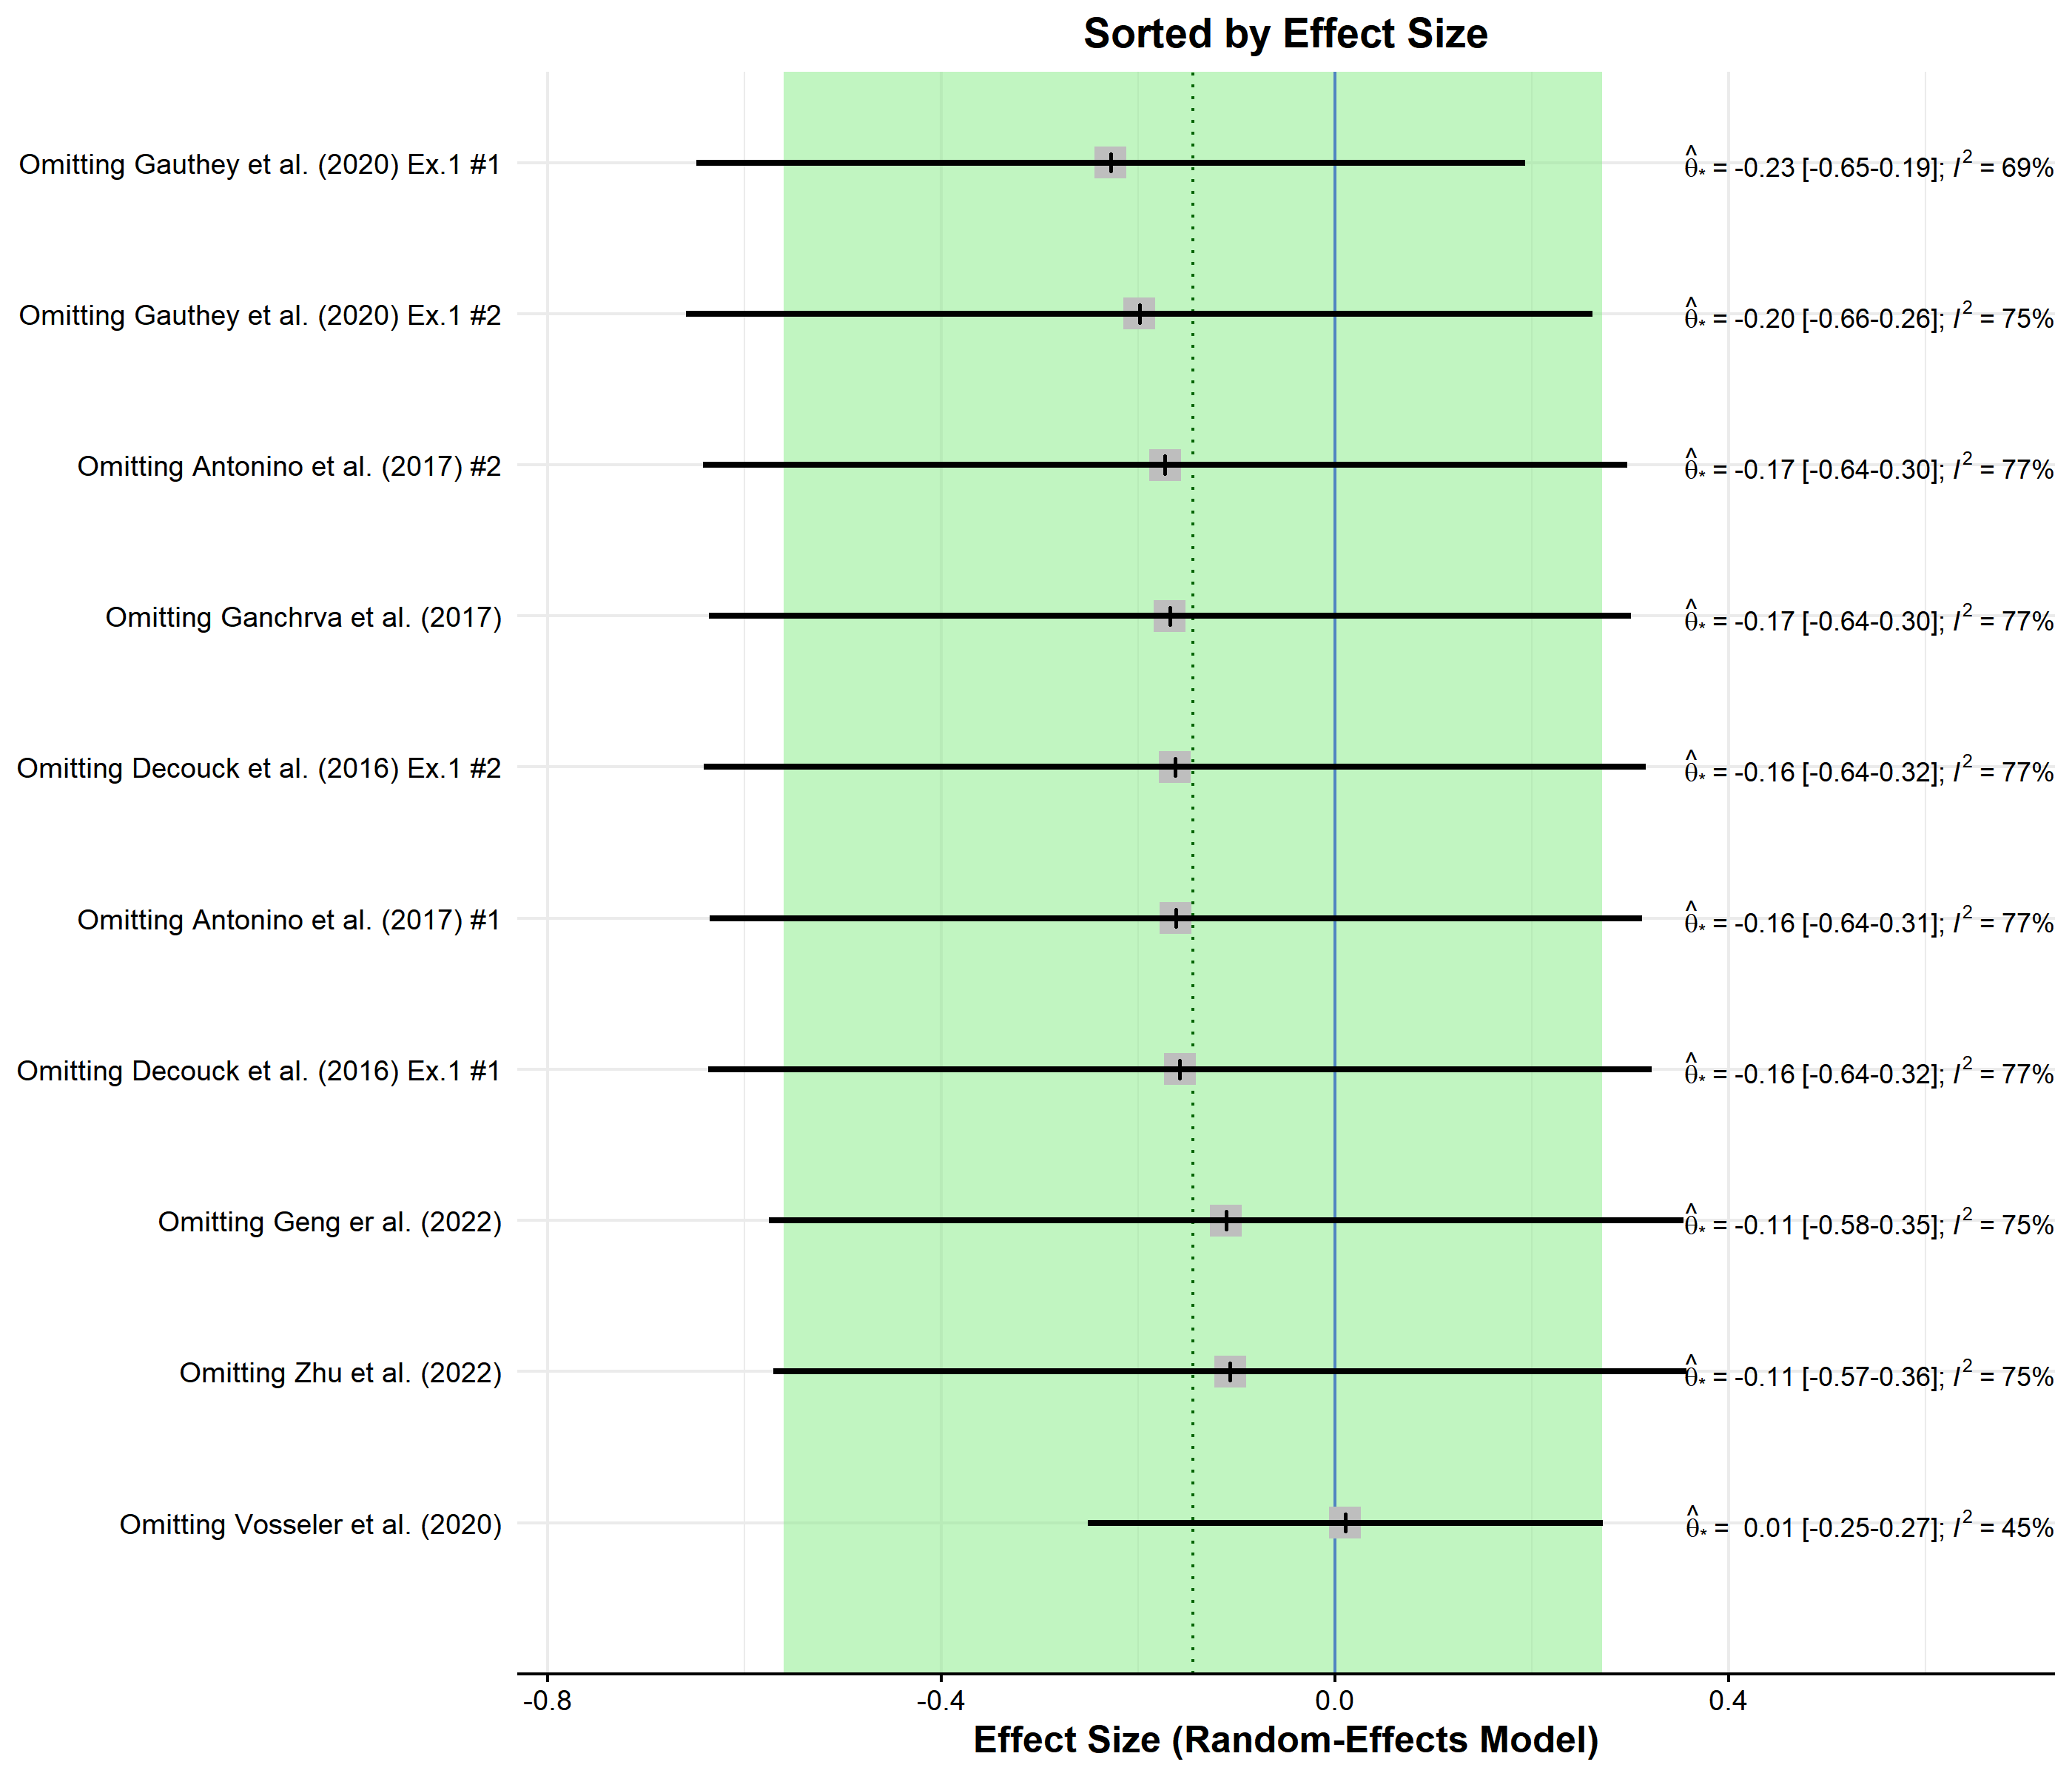 Sorted by Effect Size
Omitting Gauthey et al. (2020) Ex.1 #1 θ̂* = -0.23 [-0.65-0.19]; I² = 69%
Omitting Gauthey et al. (2020) Ex.1 #2 θ̂* = -0.20 [-0.66-0.26]; I² = 75%
Omitting Antonino et al. (2017) #2 θ̂* = -0.17 [-0.64-0.30]; I² = 77%
Omitting Ganchrva et al. (2017) θ̂* = -0.17 [-0.64-0.30]; I² = 77%
Omitting Decouck et al. (2016) Ex.1 #2 θ̂* = -0.16 [-0.64-0.32]; I² = 77%
Omitting Antonino et al. (2017) #1 θ̂* = -0.16 [-0.64-0.31]; I² = 77%
Omitting Decouck et al. (2016) Ex.1 #1 θ̂* = -0.16 [-0.64-0.32]; I² = 77%
Omitting Geng er al. (2022) θ̂* = -0.11 [-0.58-0.35]; I² = 75%
Omitting Zhu et al. (2022) θ̂* = -0.11 [-0.57-0.36]; I² = 75%
Omitting Vosseler et al. (2020) θ̂* = 0.01 [-0.25-0.27]; I² = 45%
-0.8 -0.4 0.0 0.4
Effect Size (Random-Effects Model)